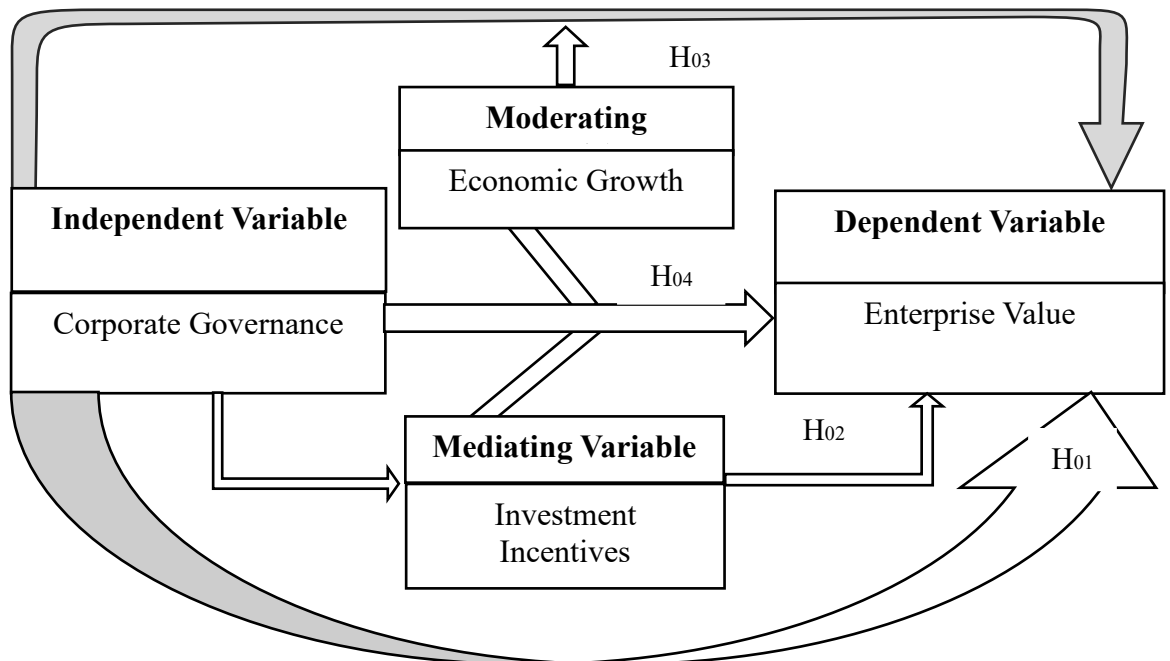 H03
Moderating
Economic Growth
Independent Variable
Corporate Governance
Dependent Variable
Enterprise Value
H04
Mediating Variable
Investment
Incentives
H02
H01